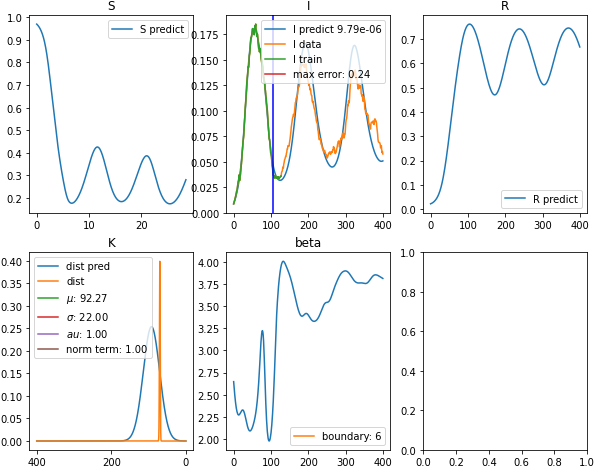 S
I
R
1.0
0.9
0.8
0.7
0.6
0.5
0.4
0.3
0.2
0 10 20
S predict
0.175
0.150
0.125
0.100
0.075
0.050
0.025
0.000
0 100 200 300 400
I predict 9.79e-06
I data
I train
max error: 0.24
0.7
0.6
0.5
0.4
0.3
0.2
0.1
0.0
0 100 200 300 400
R predict
K
beta
0.40
0.35
0.30
0.25
0.20
0.15
0.10
0.05
0.00
400 200 0
dist pred
dist
μ: 92.27
σ: 22.00
au: 1.00
norm term: 1.00
4.00
3.75
3.50
3.25
3.00
2.75
2.50
2.25
2.00
0 100 200 300 400
boundary: 6
1.0
0.8
0.6
0.4
0.2
0.0
0.0 0.2 0.4 0.6 0.8 1.0